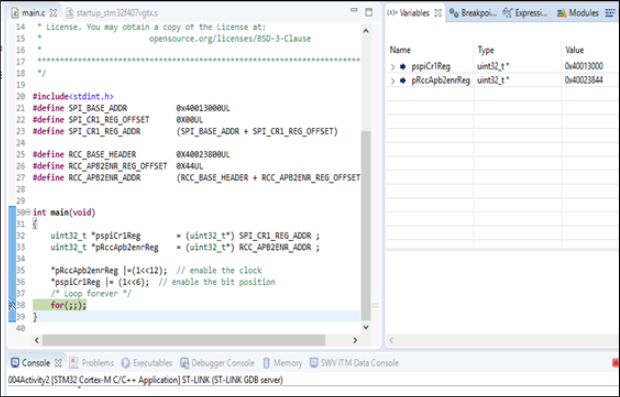 main.c startup_stm32f407vgtx.s
14 * License. You may obtain a copy of the License at:
15 * opensource.org/licenses/BSD-3-Clause
16 *
17 ******************************************************************************
18 */
19
20 #include<stdint.h>
21 #define SPI_BASE_ADDR 0x40013000UL
22 #define SPI_CR1_REG_OFFSET 0X00UL
23 #define SPI_CR1_REG_ADDR (SPI_BASE_ADDR + SPI_CR1_REG_OFFSET)
24
25 #define RCC_BASE_HEADER 0X40023800UL
26 #define RCC_APB2ENR_REG_OFFSET 0X44UL
27 #define RCC_APB2ENR_ADDR (RCC_BASE_HEADER + RCC_APB2ENR_REG_OFFSET
28
29
30 int main(void)
31 {
32 uint32_t *pspiCr1Reg = (uint32_t*) SPI_CR1_REG_ADDR ;
33 uint32_t *pRccApb2enrReg = (uint32_t*) RCC_APB2ENR_ADDR ;
34
35 *pRccApb2enrReg |=(1<<12); // enable the clock
36 *pspiCr1Reg |= (1<<6); // enable the bit position
37 /* Loop forever */
38 for(;;);
39 }
40
(x)= Variables Breakpoi... Expressi... Modules
Name Type Value
pspiCr1Reg uint32_t * 0x40013000
pRccApb2enrReg uint32_t * 0x40023844
Console Problems Executables Debugger Console Memory SWV ITM Data Console
004Activity2 [STM32 Cortex-M C/C++ Application] ST-LINK (ST-LINK GDB server)